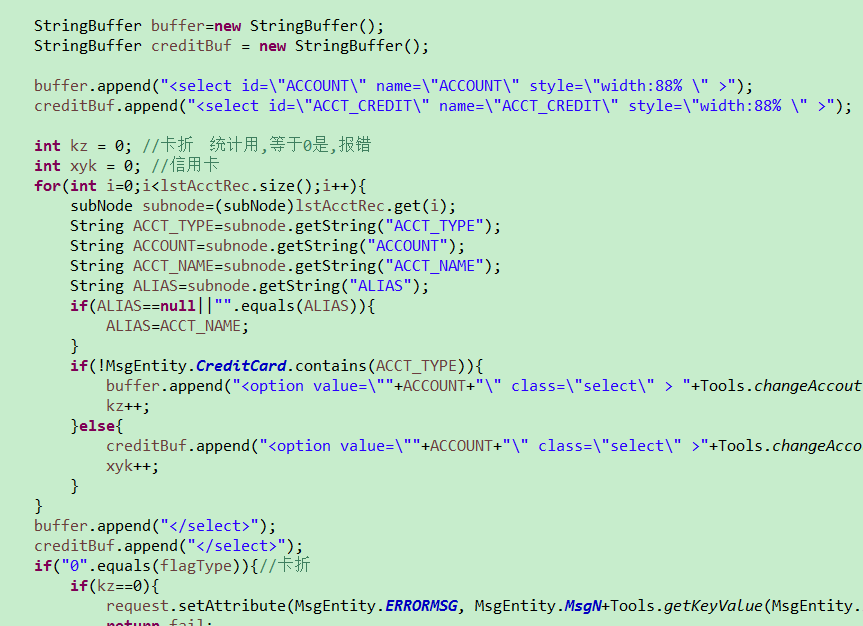 StringBuffer buffer=new StringBuffer();
StringBuffer creditBuf = new StringBuffer();
buffer.append("<select id=\"ACCOUNT\" name=\"ACCOUNT\" style=\"width:88% \" >");
creditBuf.append("<select id=\"ACCT_CREDIT\" name=\"ACCT_CREDIT\" style=\"width:88% \" >");
int kz = 0; //卡折  统计用,等于0是,报错
int xyk = 0; //信用卡
for(int i=0;i<lstAcctRec.size();i++){
    subNode subnode=(subNode)lstAcctRec.get(i);
    String ACCT_TYPE=subnode.getString("ACCT_TYPE");
    String ACCOUNT=subnode.getString("ACCOUNT");
    String ACCT_NAME=subnode.getString("ACCT_NAME");
    String ALIAS=subnode.getString("ALIAS");
    if(ALIAS==null||"".equals(ALIAS)){
        ALIAS=ACCT_NAME;
    }
    if(!MsgEntity.CreditCard.contains(ACCT_TYPE)){
        buffer.append("<option value=\""+ACCOUNT+"\" class=\"select\" > "+Tools.changeAccout
        kz++;
    }else{
        creditBuf.append("<option value=\""+ACCOUNT+"\" class=\"select\" >"+Tools.changeAcco
        xyk++;
    }
}
buffer.append("</select>");
creditBuf.append("</select>");
if("0".equals(flagType)){//卡折
    if(kz==0){
        request.setAttribute(MsgEntity.ERRORMSG, MsgEntity.MsgN+Tools.getKeyValue(MsgEntity.
        return fail;